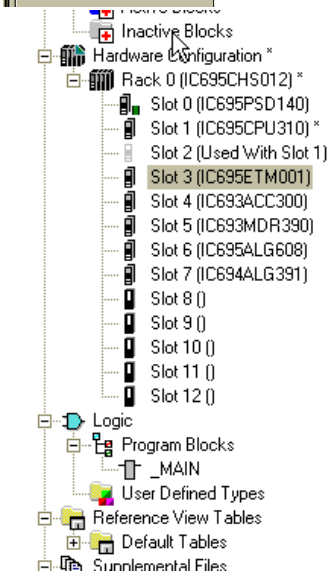 Active Blocks
Inactive Blocks
Hardware Configuration *
Rack 0 (IC695CHS012) *
Slot 0 (IC695PSD140)
Slot 1 (IC695CPU310) *
Slot 2 (Used With Slot 1)
Slot 3 (IC695ETM001)
Slot 4 (IC693ACC300)
Slot 5 (IC693MDR390)
Slot 6 (IC695ALG608)
Slot 7 (IC694ALG391)
Slot 8 ()
Slot 9 ()
Slot 10 ()
Slot 11 ()
Slot 12 ()
Logic
Program Blocks
_MAIN
User Defined Types
Reference View Tables
Default Tables
Supplemental Files